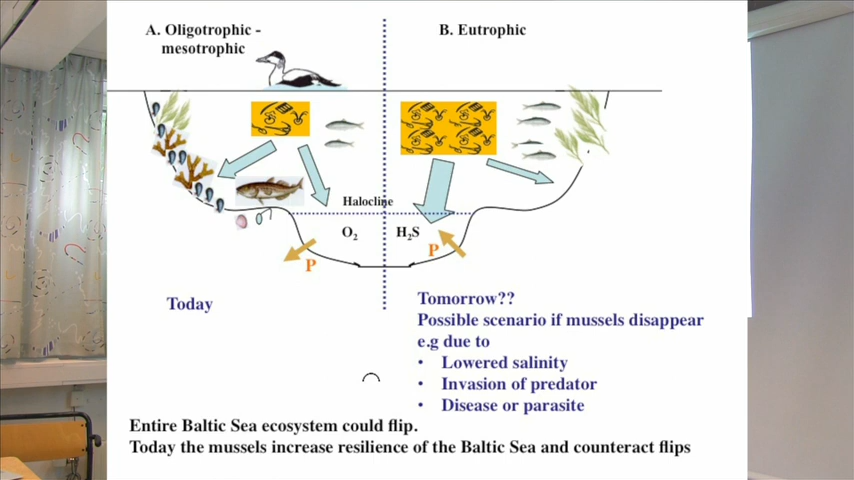 A. Oligotrophic -
mesotrophic
B. Eutrophic
Halocline
O₂
H₂S
P
P
Today
Tomorrow??
Possible scenario if mussels disappear
e.g due to
• Lowered salinity
• Invasion of predator
• Disease or parasite
Entire Baltic Sea ecosystem could flip.
Today the mussels increase resilience of the Baltic Sea and counteract flips